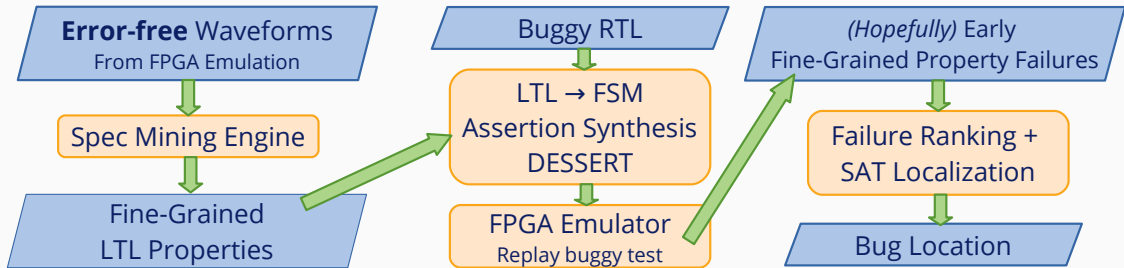 Error-free Waveforms
From FPGA Emulation
Spec Mining Engine
Fine-Grained
LTL Properties
Buggy RTL
LTL → FSM
Assertion Synthesis
DESSERT
FPGA Emulator
Replay buggy test
(Hopefully) Early
Fine-Grained Property Failures
Failure Ranking +
SAT Localization
Bug Location